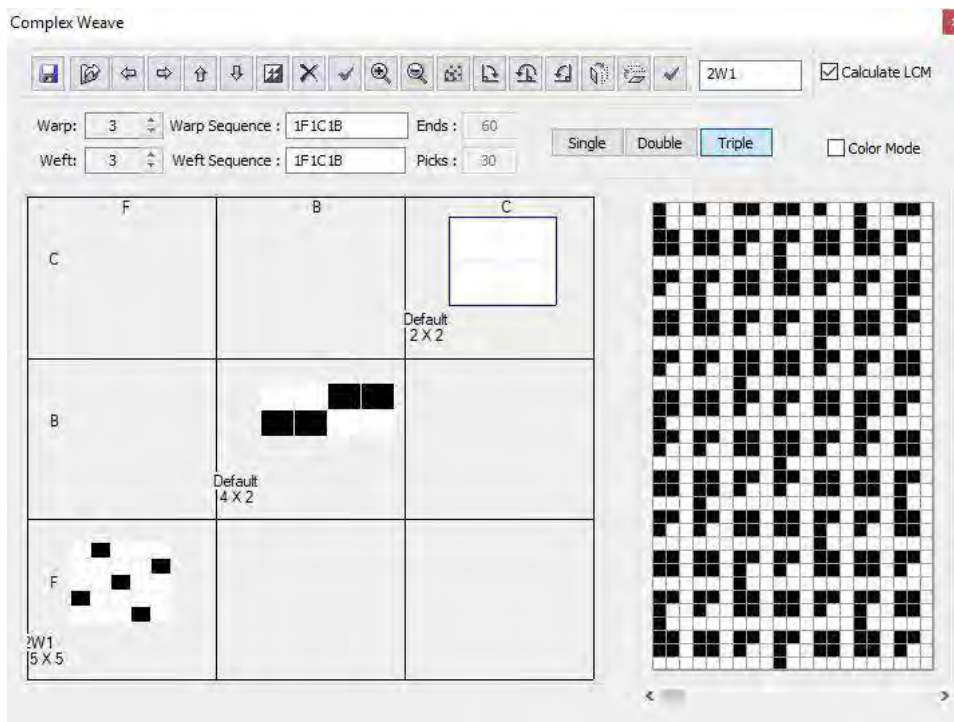 Complex Weave
2W1
Calculate LCM
Warp: 3 Warp Sequence : 1F1C1B Ends : 60
Weft: 3 Weft Sequence : 1F1C1B Picks : 30
Single Double Triple
Color Mode
F B C
C
Default
2 X 2
B
Default
4 X 2
F
2W1
5 X 5